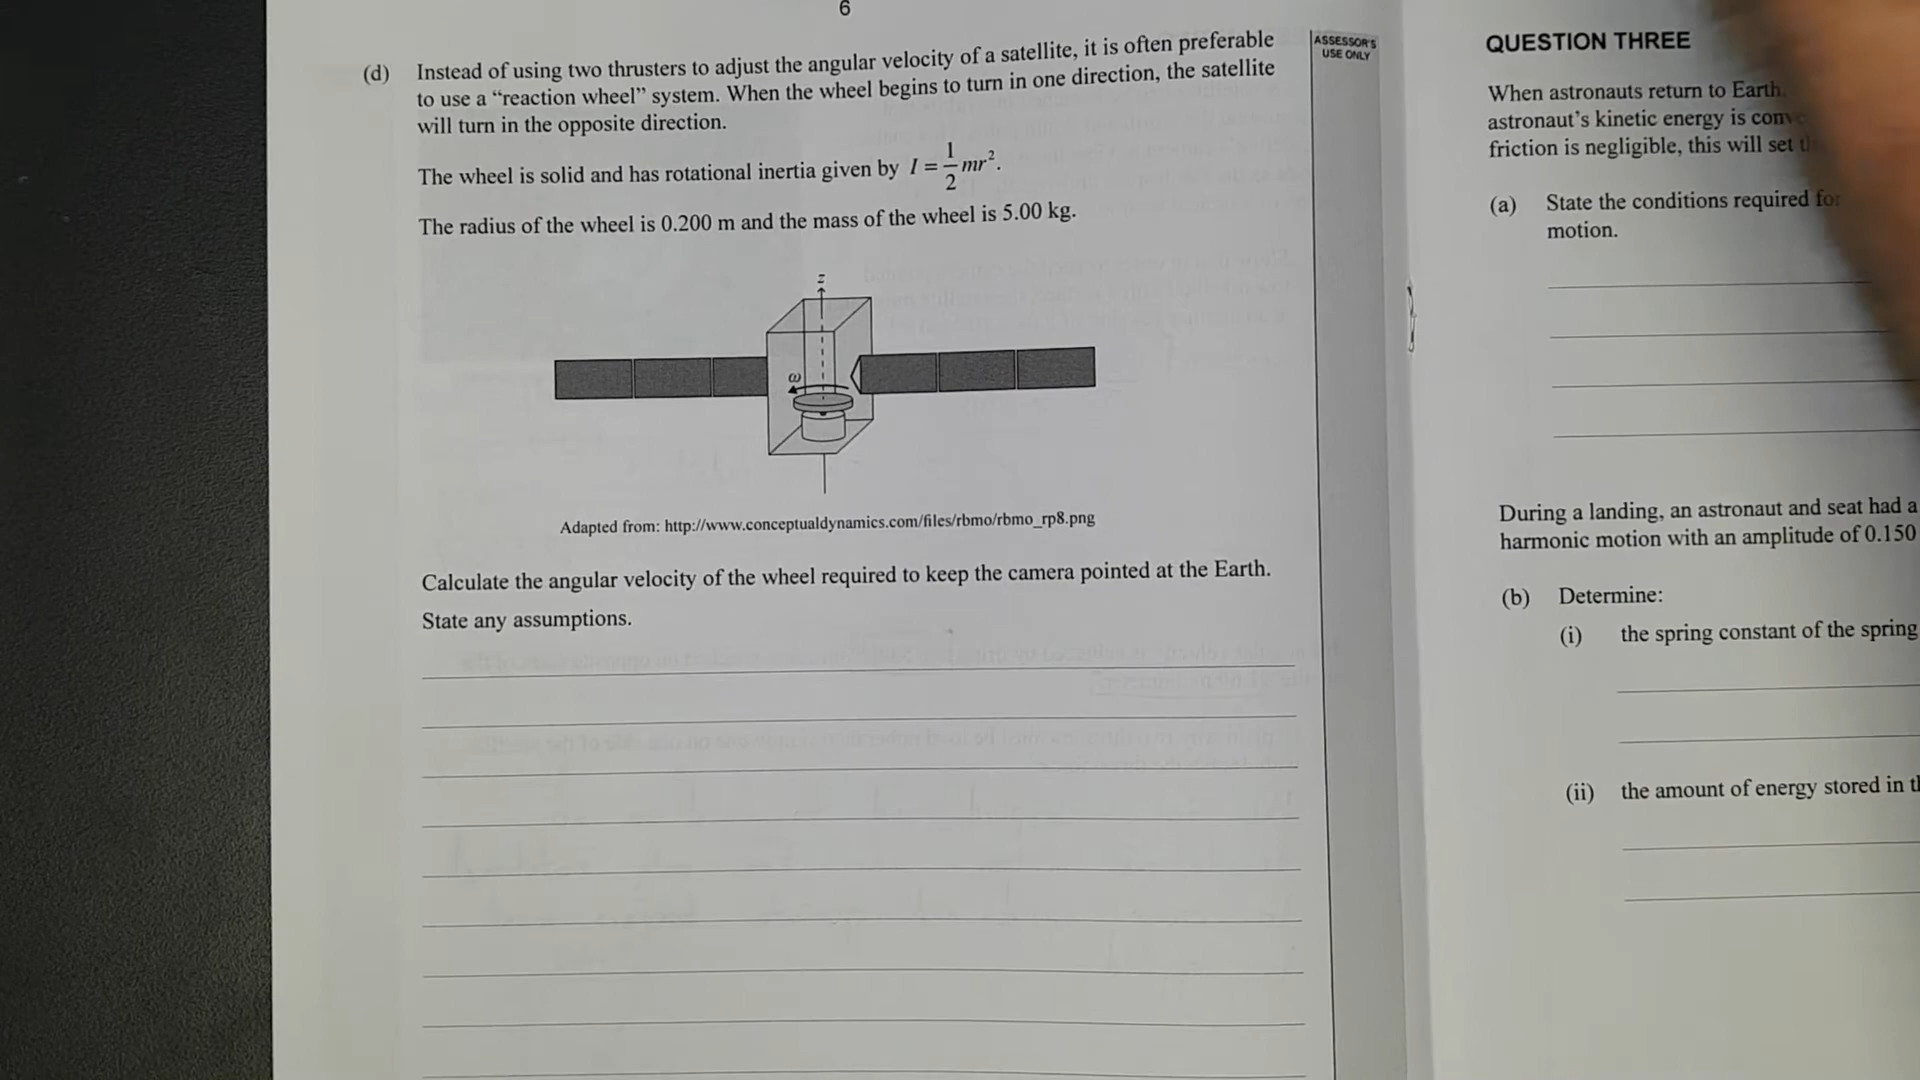 6
(d) Instead of using two thrusters to adjust the angular velocity of a satellite, it is often preferable
to use a “reaction wheel” system. When the wheel begins to turn in one direction, the satellite
will turn in the opposite direction.
The wheel is solid and has rotational inertia given by I = 1/2 mr².
The radius of the wheel is 0.200 m and the mass of the wheel is 5.00 kg.
z
ω
Adapted from: http://www.conceptualdynamics.com/files/rbmo/rbmo_rp8.png
Calculate the angular velocity of the wheel required to keep the camera pointed at the Earth.
State any assumptions.
ASSESSOR'S
USE ONLY
QUESTION THREE
When astronauts return to Earth
astronaut’s kinetic energy is
friction is negligible, this will set
(a) State the conditions required for
motion.
During a landing, an astronaut and seat had a
harmonic motion with an amplitude of 0.150
(b) Determine:
(i) the spring constant of the spring
(ii) the amount of energy stored in